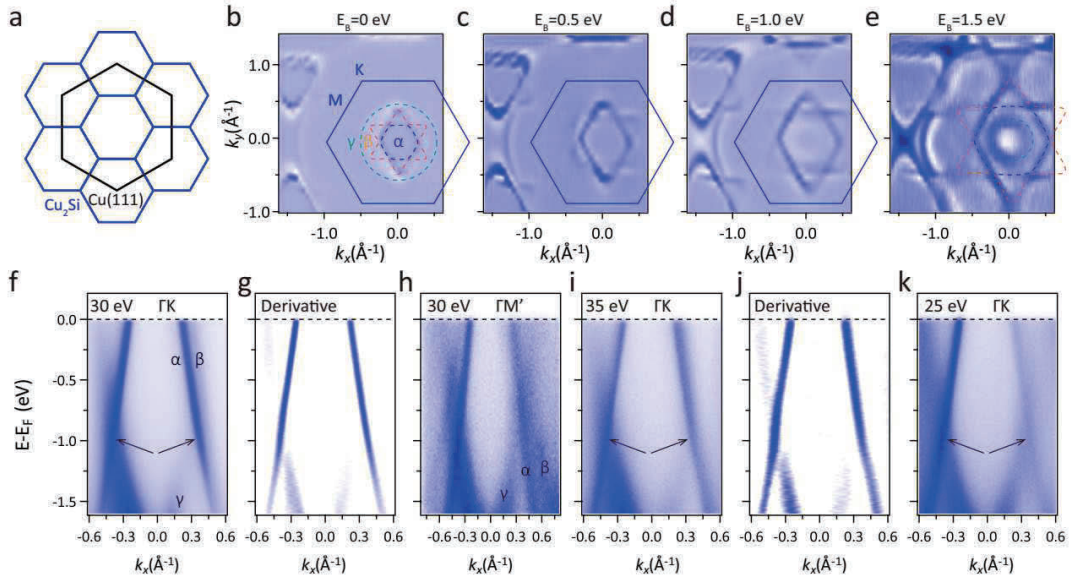 a
Cu₂Si
Cu(111)
b
E_B=0 eV
c
E_B=0.5 eV
d
E_B=1.0 eV
e
E_B=1.5 eV
K
M
γ
β
α
k_y(Å⁻¹)
1.0
0.0
-1.0
-1.0 0.0
-1.0 0.0
-1.0 0.0
-1.0 0.0
k_x(Å⁻¹)
k_x(Å⁻¹)
k_x(Å⁻¹)
k_x(Å⁻¹)
f
30 eV ΓK
g
Derivative
h
30 eV ΓM'
i
35 eV ΓK
j
Derivative
k
25 eV ΓK
α β
γ
α β
γ
E-E_F (eV)
0.0
-0.5
-1.0
-1.5
-0.6 -0.3 0.0 0.3 0.6
-0.6 -0.3 0.0 0.3 0.6
-0.6 -0.3 0.0 0.3 0.6
-0.6 -0.3 0.0 0.3 0.6
-0.6 -0.3 0.0 0.3 0.6
-0.6 -0.3 0.0 0.3 0.6
k_x(Å⁻¹)
k_x(Å⁻¹)
k_x(Å⁻¹)
k_x(Å⁻¹)
k_x(Å⁻¹)
k_x(Å⁻¹)